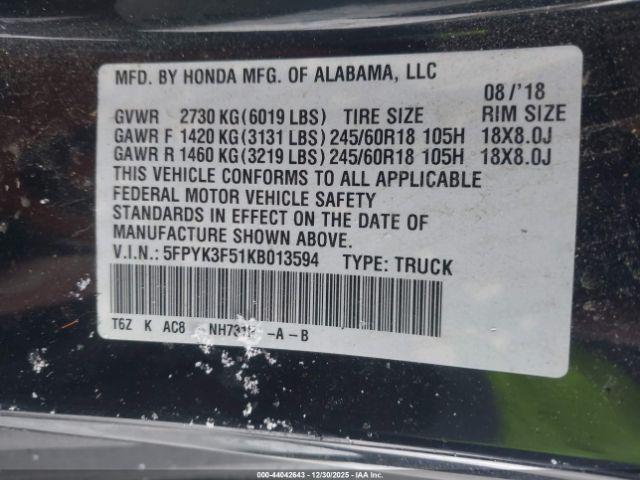 MFD. BY HONDA MFG. OF ALABAMA, LLC
08/'18
GVWR 2730 KG(6019 LBS) TIRE SIZE RIM SIZE
GAWR F 1420 KG(3131 LBS)245/60R18 105H 18X8.0J
GAWR R 1460 KG(3219 LBS)245/60R18 105H 18X8.0J
THIS VEHICLE CONFORMS TO ALL APPLICABLE
FEDERAL MOTOR VEHICLE SAFETY
STANDARDS IN EFFECT ON THE DATE OF
MANUFACTURE SHOWN ABOVE.
V.I.N.: 5FPYK3F51KB013594 TYPE: TRUCK
T6Z K AC8 -A-B
000-44042643 - 12/30/2025 - IAA Inc.